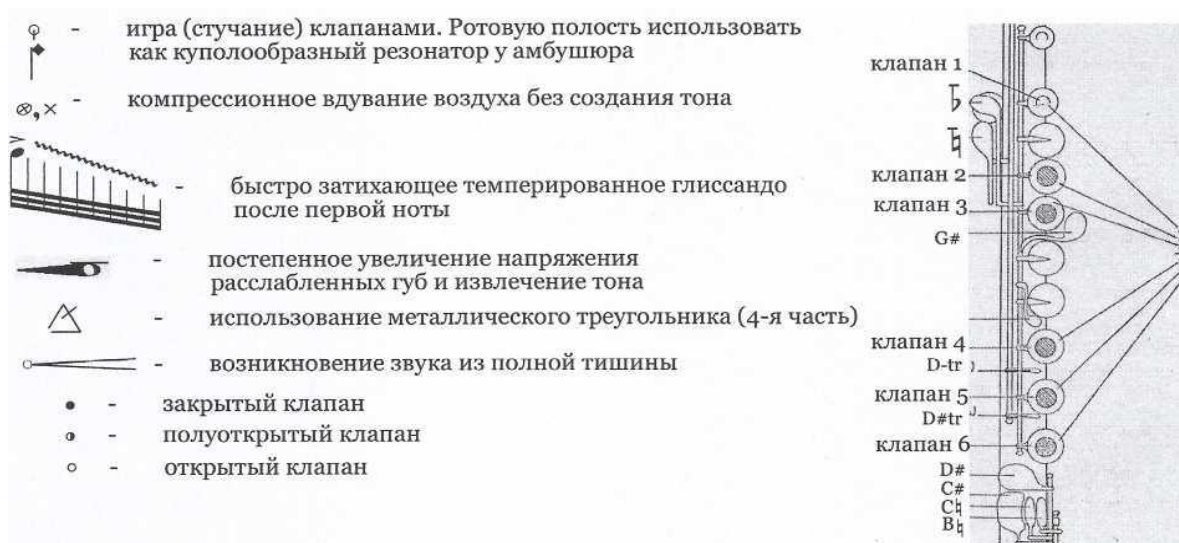 - игра (стучание) клапанами. Ротовую полость использовать
как куполообразный резонатор у амбушюра
⊗,× - компрессионное вдувание воздуха без создания тона
- быстро затихающее темперированное глиссандо
после первой ноты
- постепенное увеличение напряжения
расслабленных губ и извлечение тона
- использование металлического треугольника (4-я часть)
- возникновение звука из полной тишины
● - закрытый клапан
◑ - полуоткрытый клапан
○ - открытый клапан
клапан 1
♭
♮
клапан 2
клапан 3
G#
клапан 4
D-tr
клапан 5
D#tr
клапан 6
D#
C#
C♮
B♮